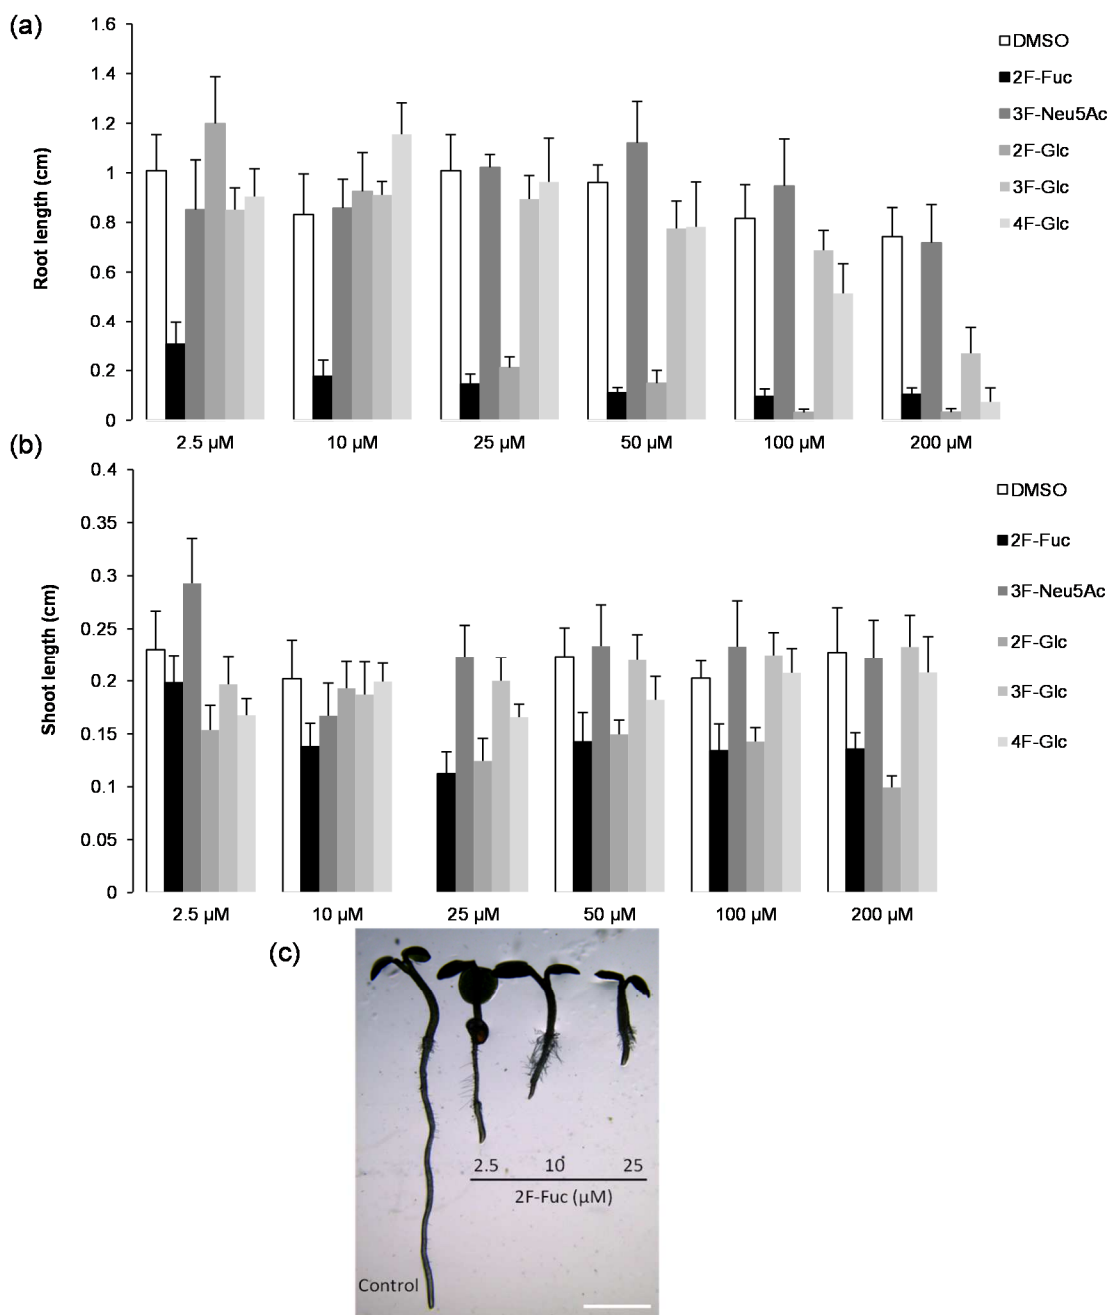 (a)
1.6
1.4
1.2
1
0.8
0.6
0.4
0.2
0
Root length (cm)
2.5 µM 10 µM 25 µM 50 µM 100 µM 200 µM
DMSO
2F-Fuc
3F-Neu5Ac
2F-Glc
3F-Glc
4F-Glc
(b)
0.4
0.35
0.3
0.25
0.2
0.15
0.1
0.05
0
Shoot length (cm)
2.5 µM 10 µM 25 µM 50 µM 100 µM 200 µM
DMSO
2F-Fuc
3F-Neu5Ac
2F-Glc
3F-Glc
4F-Glc
(c)
2.5 10 25
2F-Fuc (µM)
Control